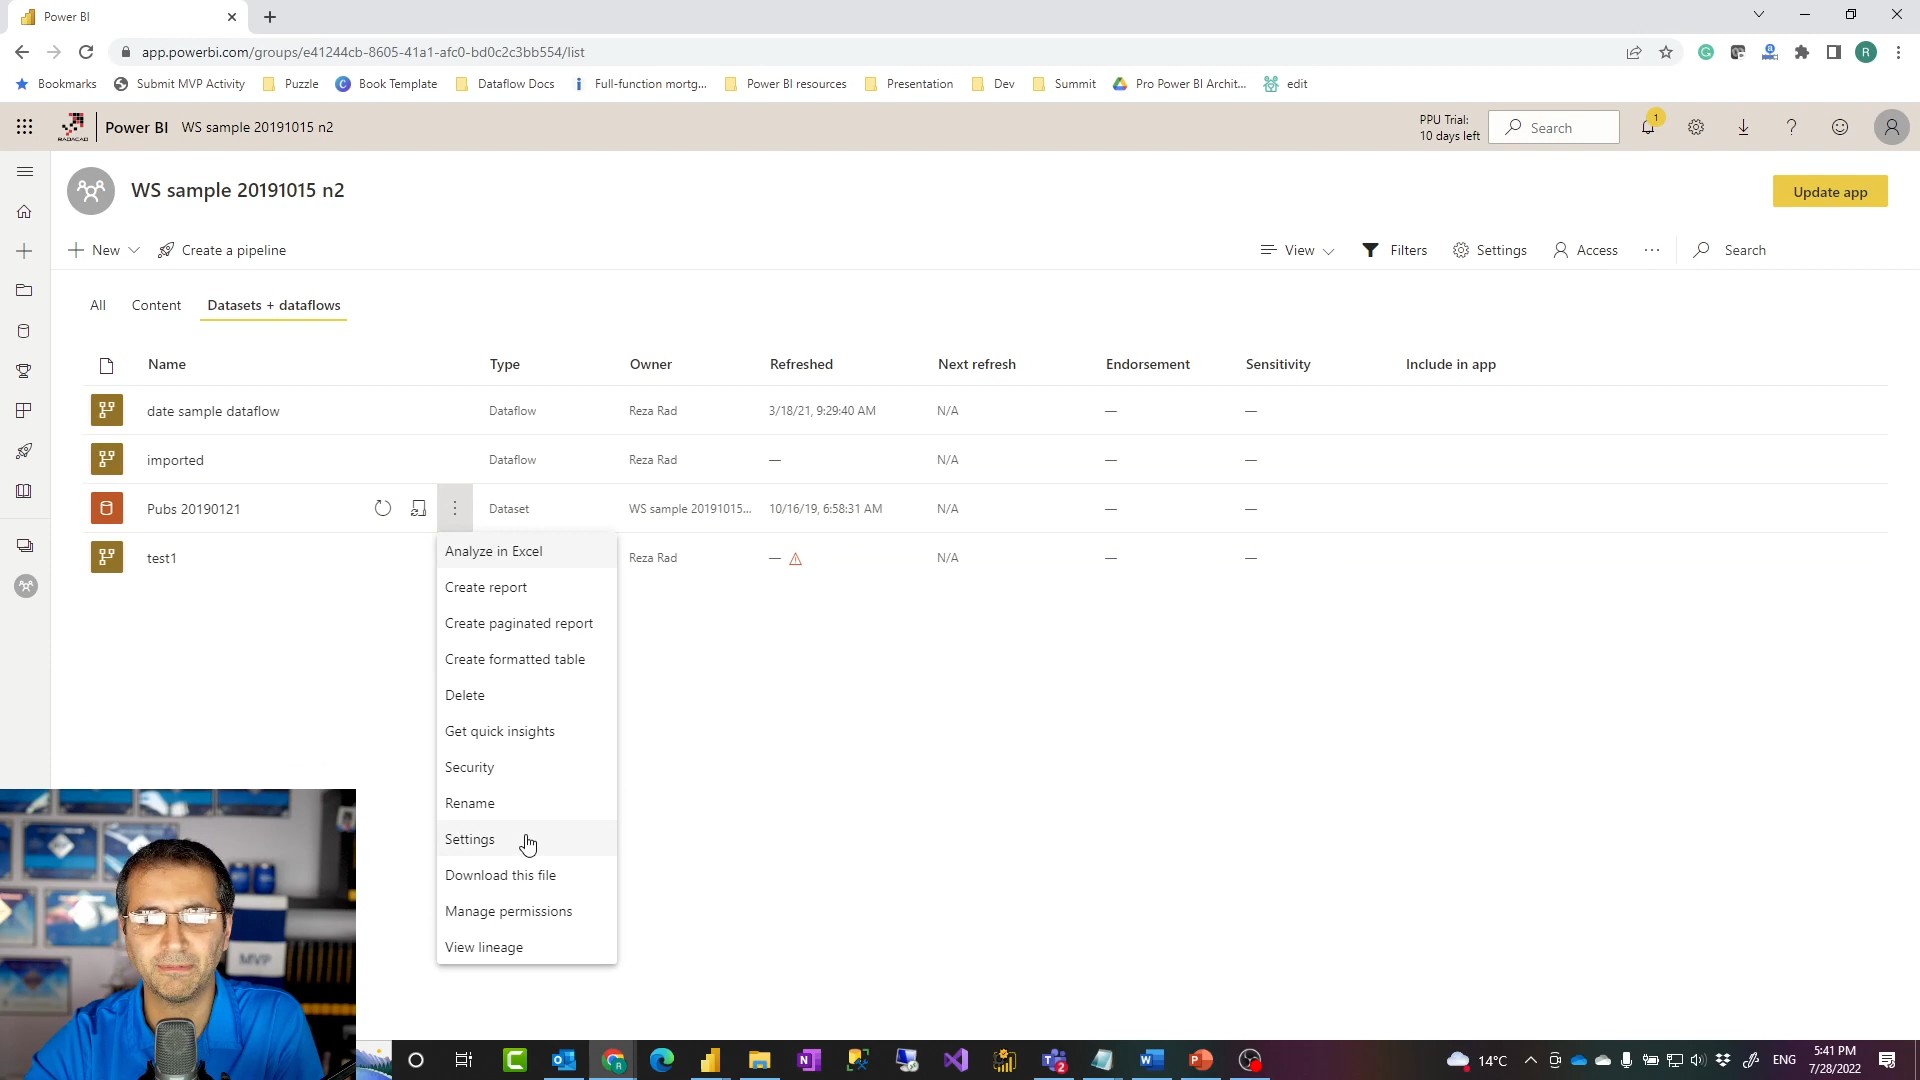 Power BI
app.powerbi.com/groups/e41244cb-8605-41a1-afc0-bd0c2c3bb554/list
R
Bookmarks Submit MVP Activity Puzzle Book Template Dataflow Docs Full-function mortg... Power BI resources Presentation Dev Summit Pro Power BI Archit... edit
RADACAD Power BI WS sample 20191015 n2
PPU Trial:
10 days left
Search
1
WS sample 20191015 n2
Update app
New Create a pipeline View Filters Settings Access Search
All Content Datasets + dataflows
Name Type Owner Refreshed Next refresh Endorsement Sensitivity Include in app
date sample dataflow Dataflow Reza Rad 3/18/21, 9:29:40 AM N/A — —
imported Dataflow Reza Rad — N/A — —
Pubs 20190121 Dataset WS sample 20191015... 10/16/19, 6:58:31 AM N/A — —
test1 Reza Rad — N/A — —
Analyze in Excel
Create report
Create paginated report
Create formatted table
Delete
Get quick insights
Security
Rename
Settings
Download this file
Manage permissions
View lineage
MVP
14°C ENG
5:41 PM
7/28/2022